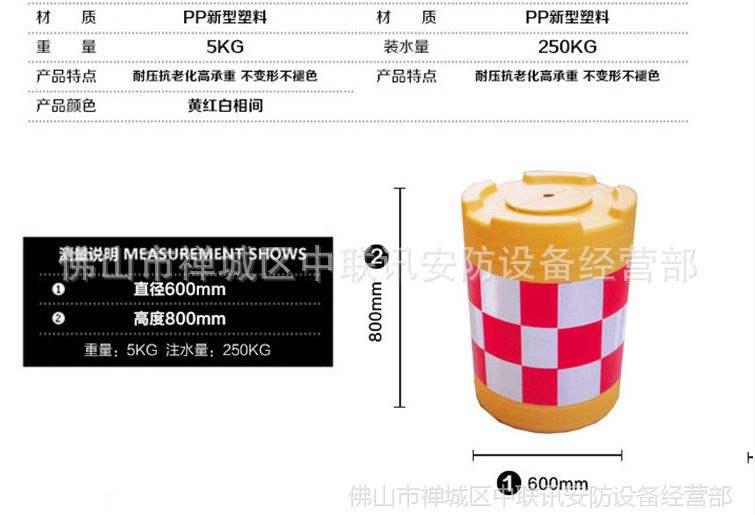 材 质 PP新型塑料 材 质 PP新型塑料
重 量 5KG 装水量 250KG
产品特点 耐压抗老化高承重 不变形不褪色 产品特点 耐压抗老化高承重 不变形不褪色
产品颜色 黄红白相间
测量说明 MEASUREMENT SHOWS
佛山市禅城区中联讯安防设备经营部
1 直径600mm
2 高度800mm
重量：5KG 注水量：250KG
2
800mm
1 600mm
佛山市禅城区中联讯安防设备经营部